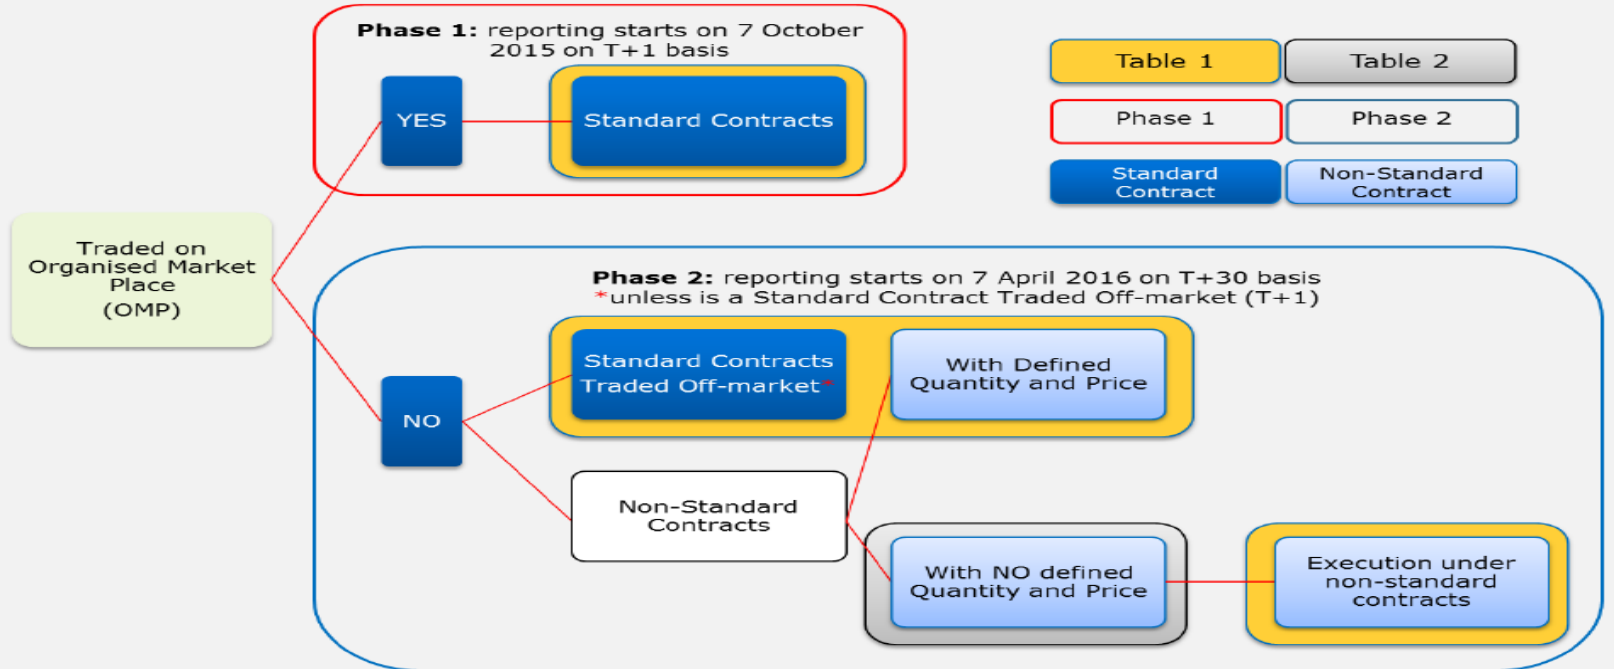 Phase 1: reporting starts on 7 October
2015 on T+1 basis
YES
Standard Contracts
Table 1
Table 2
Phase 1
Phase 2
Standard
Contract
Non-Standard
Contract
Traded on
Organised Market
Place
(OMP)
Phase 2: reporting starts on 7 April 2016 on T+30 basis
*unless is a Standard Contract Traded Off-market (T+1)
NO
Standard Contracts
Traded Off-market*
With Defined
Quantity and Price
Non-Standard
Contracts
With NO defined
Quantity and Price
Execution under
non-standard
contracts